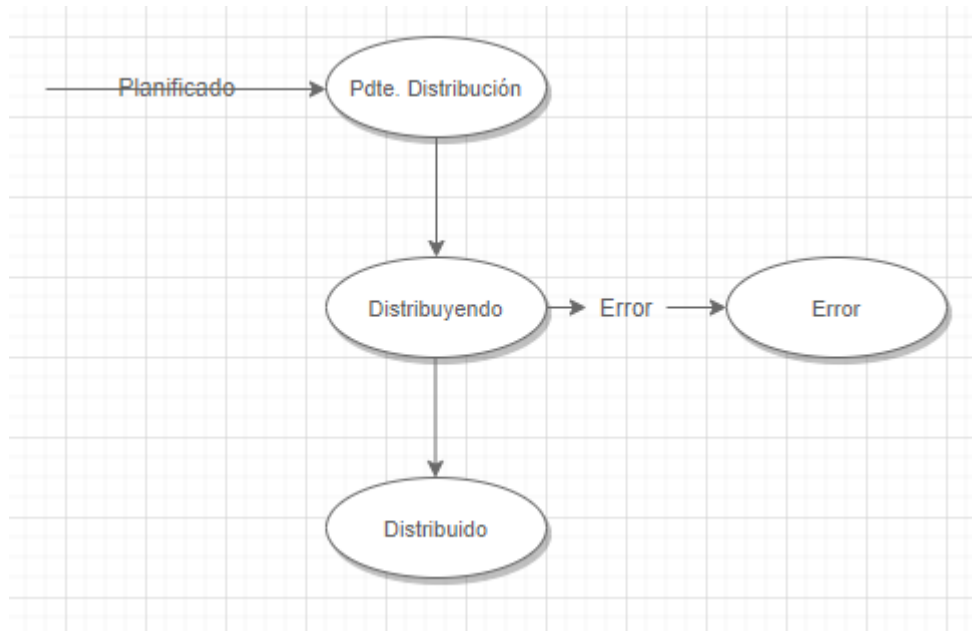 Planificado
Pdte. Distribución
Distribuyendo
Error
Error
Distribuido